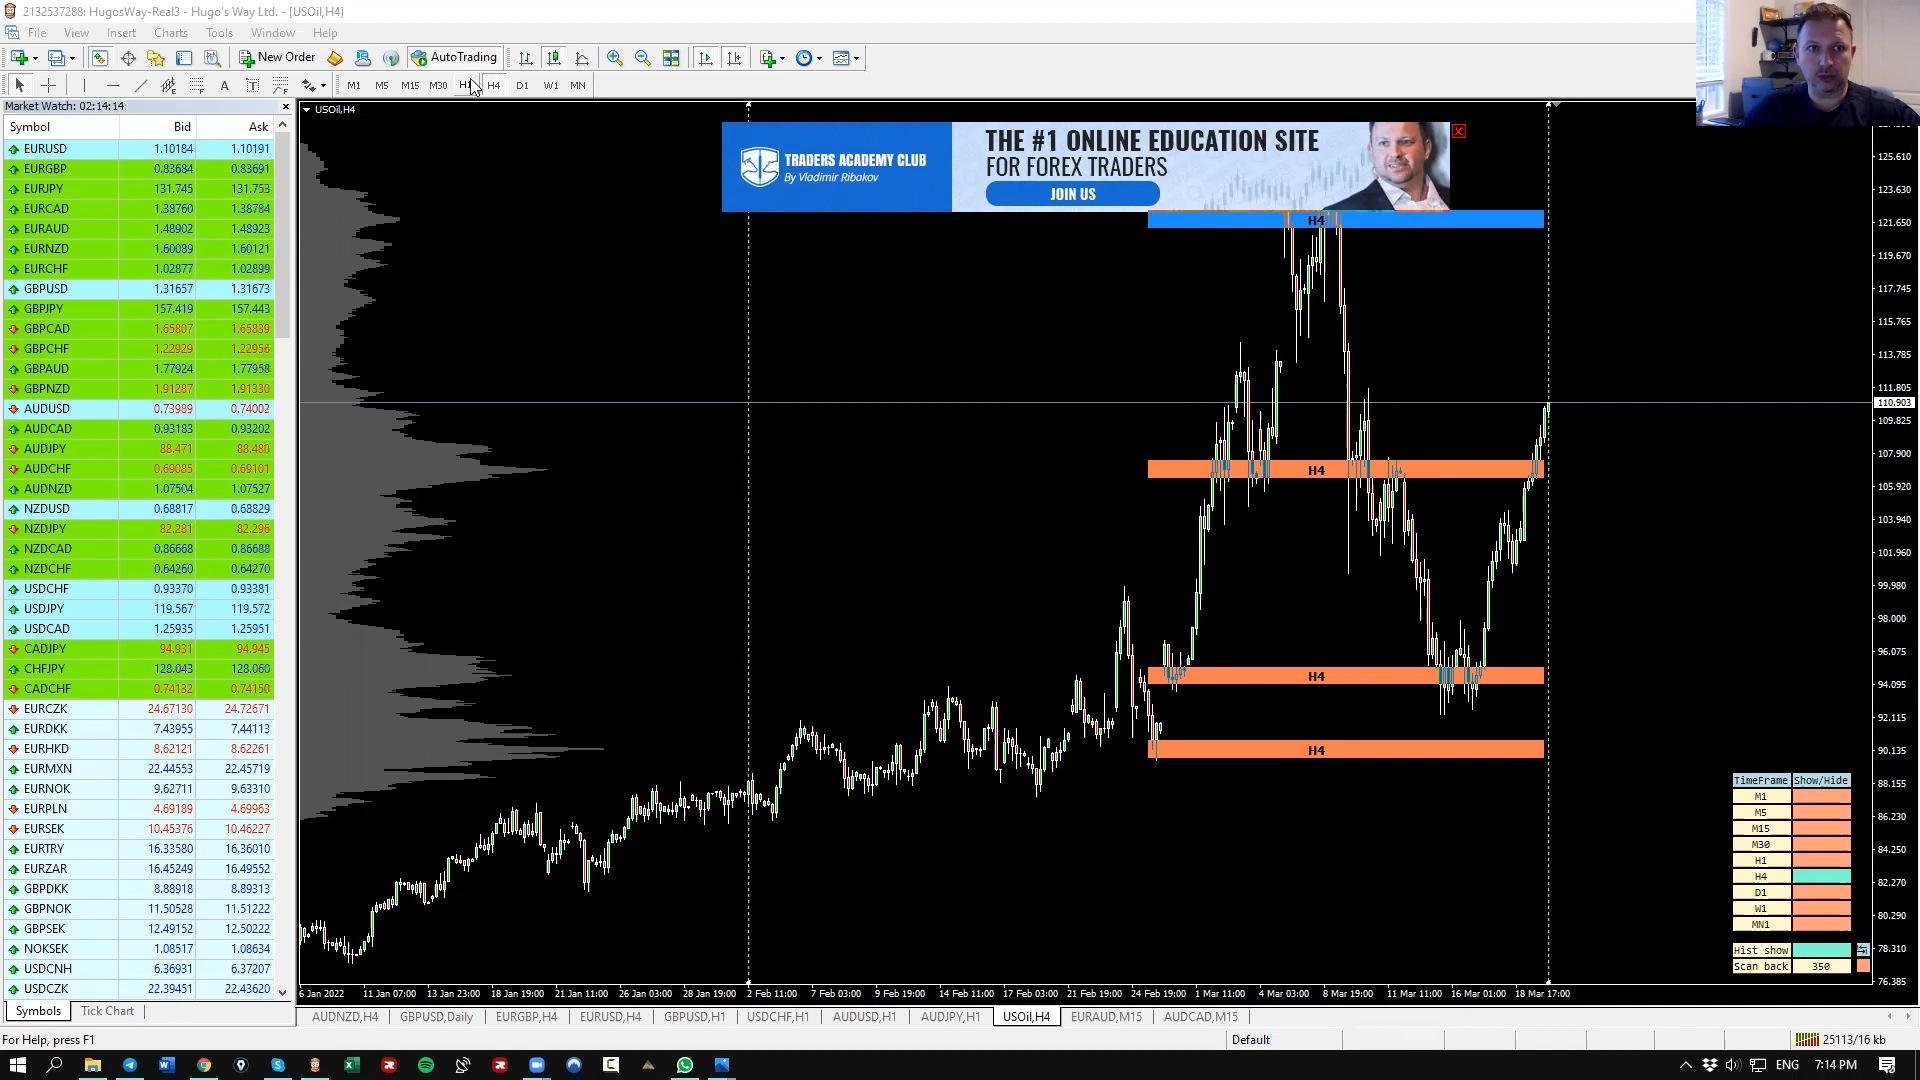 2132537288: HugosWay-Real3 - Hugo's Way Ltd. - [USOil,H4]
File View Insert Charts Tools Window Help
New Order AutoTrading
A T M1 M5 M15 M30 H1 H4 D1 W1 MN
Market Watch: 02:14:14
Symbol Bid Ask
EURUSD 1.10184 1.10191
EURGBP 0.83684 0.83691
EURJPY 131.745 131.753
EURCAD 1.38760 1.38784
EURAUD 1.48902 1.48923
EURNZD 1.60089 1.60121
EURCHF 1.02877 1.02899
GBPUSD 1.31657 1.31673
GBPJPY 157.419 157.443
GBPCAD 1.65807 1.65839
GBPCHF 1.22929 1.22956
GBPAUD 1.77924 1.77958
GBPNZD 1.91287 1.91330
AUDUSD 0.73989 0.74002
AUDCAD 0.93183 0.93202
AUDJPY 88.471 88.480
AUDCHF 0.69085 0.69101
AUDNZD 1.07504 1.07527
NZDUSD 0.68817 0.68829
NZDJPY 82.281 82.296
NZDCAD 0.86668 0.86688
NZDCHF 0.64260 0.64270
USDCHF 0.93370 0.93381
USDJPY 119.567 119.572
USDCAD 1.25935 1.25951
CADJPY 94.931 94.945
CHFJPY 128.043 128.060
CADCHF 0.74132 0.74150
EURCZK 24.67130 24.72671
EURDKK 7.43955 7.44113
EURHKD 8.62121 8.62261
EURMXN 22.44553 22.45719
EURNOK 9.62711 9.63310
EURPLN 4.69189 4.69963
EURSEK 10.45376 10.46227
EURTRY 16.33580 16.36010
EURZAR 16.45249 16.49552
GBPDKK 8.88918 8.89313
GBPNOK 11.50528 11.51222
GBPSEK 12.49152 12.50222
NOKSEK 1.08517 1.08634
USDCNH 6.36931 6.37207
USDCZK 22.39451 22.43620
Symbols Tick Chart
USOil,H4
TRADERS ACADEMY CLUB
By Vladimir Ribakov
THE #1 ONLINE EDUCATION SITE
FOR FOREX TRADERS
JOIN US
X
H4
H4
H4
H4
125.610
123.630
121.650
119.670
117.745
115.765
113.785
111.805
110.903
109.825
107.900
105.920
103.940
101.960
99.980
98.000
96.075
94.095
92.115
90.135
88.155
86.230
84.250
82.270
80.290
78.310
76.385
TimeFrame Show/Hide
M1
M5
M15
M30
H1
H4
D1
W1
MN1
Hist show
Scan back 350
6 Jan 2022 11 Jan 07:00 13 Jan 23:00 18 Jan 19:00 21 Jan 11:00 26 Jan 03:00 28 Jan 19:00 2 Feb 11:00 7 Feb 03:00 9 Feb 19:00 14 Feb 11:00 17 Feb 03:00 21 Feb 19:00 24 Feb 19:00 1 Mar 11:00 4 Mar 03:00 8 Mar 19:00 11 Mar 11:00 16 Mar 01:00 18 Mar 17:00
AUDNZD,H4 GBPUSD,Daily EURGBP,H4 EURUSD,H4 GBPUSD,H1 USDCHF,H1 AUDUSD,H1 AUDJPY,H1 USOil,H4 EURAUD,M15 AUDCAD,M15
For Help, press F1 Default 25113/16 kb
ENG 7:14 PM